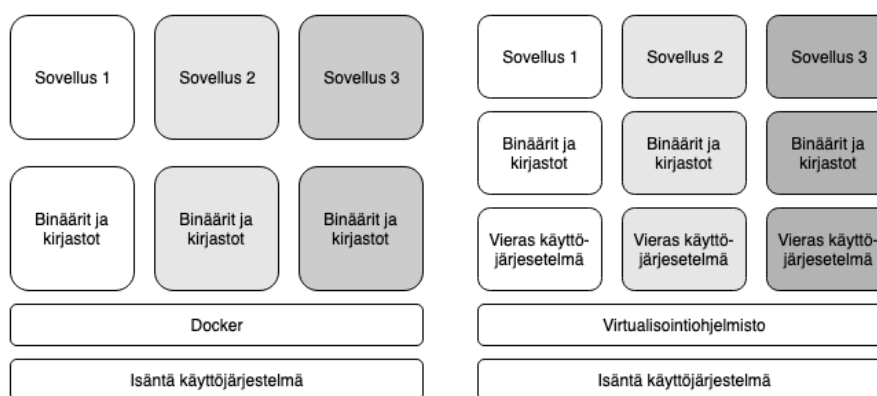 Sovellus 1
Sovellus 2
Sovellus 3
Binäärit ja
kirjastot
Binäärit ja
kirjastot
Binäärit ja
kirjastot
Docker
Isäntä käyttöjärjestelmä
Sovellus 1
Sovellus 2
Sovellus 3
Binäärit ja
kirjastot
Binäärit ja
kirjastot
Binäärit ja
kirjastot
Vieras käyttö-
järjesetelmä
Vieras käyttö-
järjesetelmä
Vieras käyttö-
järjesetelmä
Virtualisointiohjelmisto
Isäntä käyttöjärjestelmä